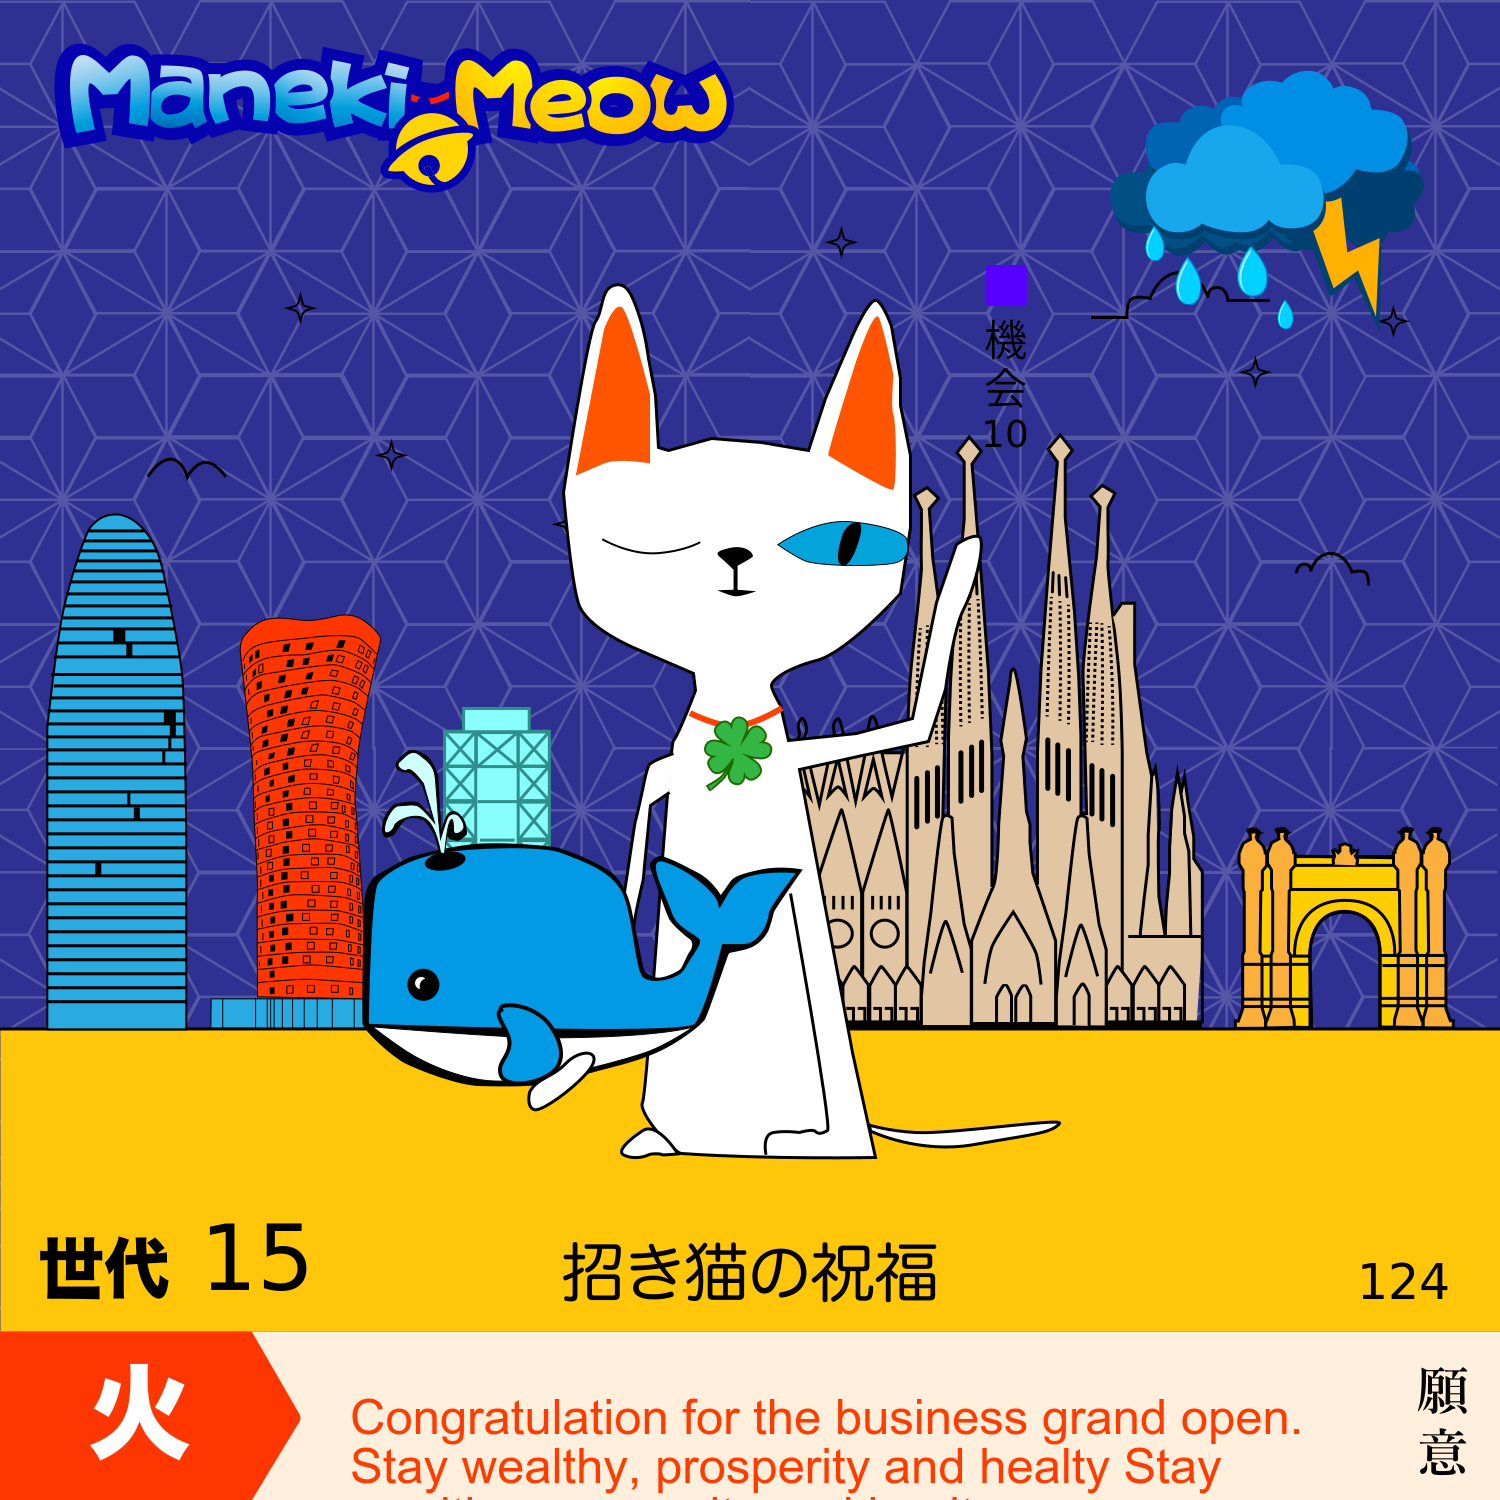 Maneki-Meow
機
会
10
世代 15
招き猫の祝福
124
火
Congratulation for the business grand open.
Stay wealthy, prosperity and healty Stay
願
意